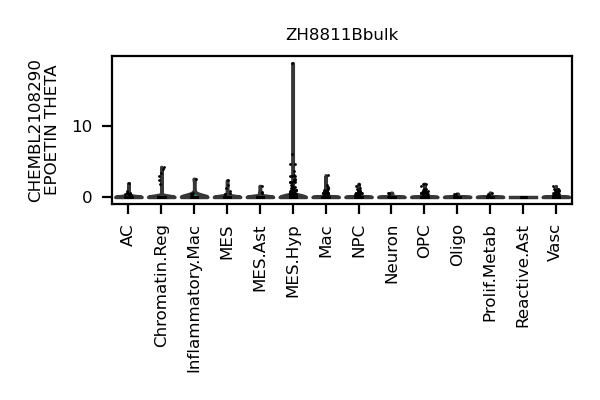 ZH8811Bbulk
CHEMBL2108290
EPOETIN THETA
10
0
AC
Chromatin.Reg
Inflammatory.Mac
MES
MES.Ast
MES.Hyp
Mac
NPC
Neuron
OPC
Oligo
Prolif.Metab
Reactive.Ast
Vasc